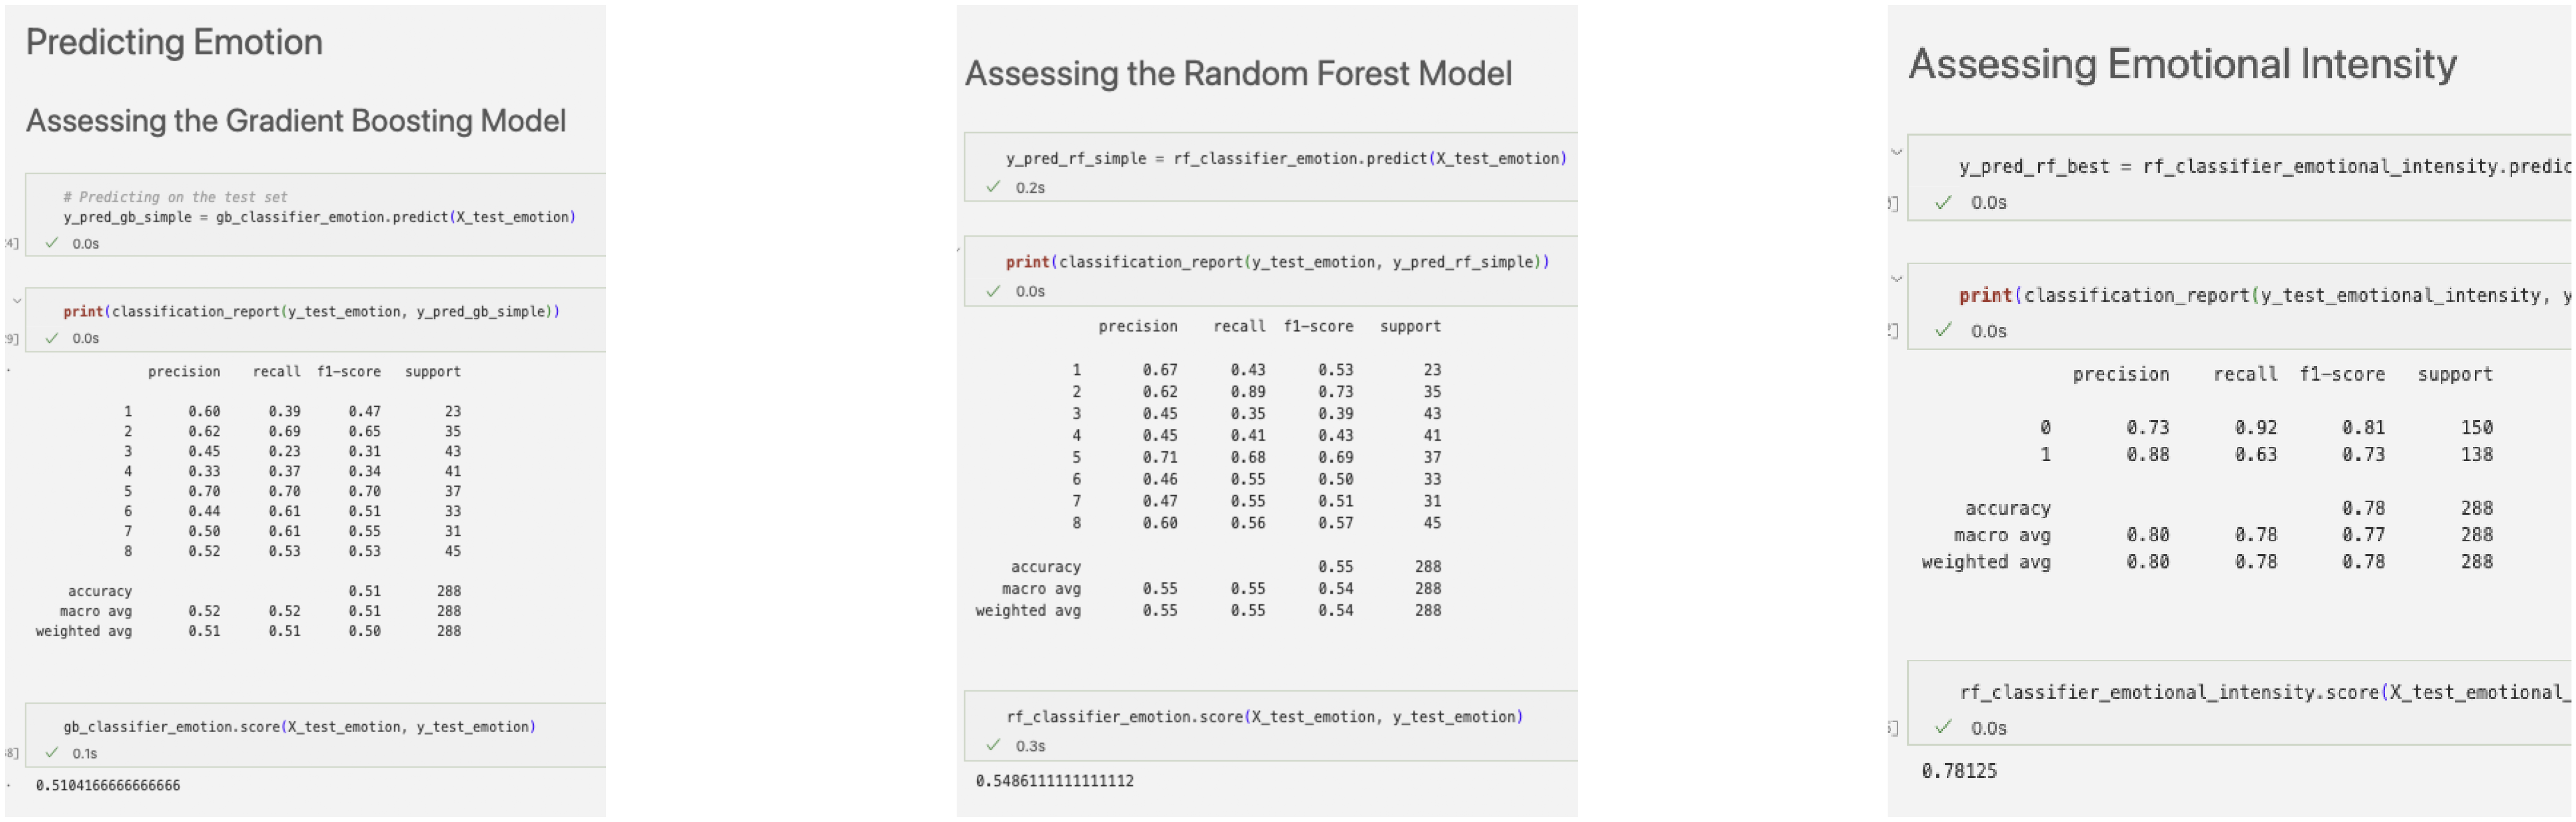 Predicting Emotion
Assessing the Gradient Boosting Model
# Predicting on the test set
y_pred_gb_simple = gb_classifier_emotion.predict(X_test_emotion)
4]
0.0s
print(classification_report(y_test_emotion, y_pred_gb_simple))
9]
0.0s
precision recall f1-score support
1 0.60 0.39 0.47 23
2 0.62 0.69 0.65 35
3 0.45 0.23 0.31 43
4 0.33 0.37 0.34 41
5 0.70 0.70 0.70 37
6 0.44 0.61 0.51 33
7 0.50 0.61 0.55 31
8 0.52 0.53 0.53 45
accuracy 0.51 288
macro avg 0.52 0.52 0.51 288
weighted avg 0.51 0.51 0.50 288
gb_classifier_emotion.score(X_test_emotion, y_test_emotion)
8]
0.1s
0.5104166666666666
Assessing the Random Forest Model
y_pred_rf_simple = rf_classifier_emotion.predict(X_test_emotion)
0.2s
print(classification_report(y_test_emotion, y_pred_rf_simple))
0.0s
precision recall f1-score support
1 0.67 0.43 0.53 23
2 0.62 0.89 0.73 35
3 0.45 0.35 0.39 43
4 0.45 0.41 0.43 41
5 0.71 0.68 0.69 37
6 0.46 0.55 0.50 33
7 0.47 0.55 0.51 31
8 0.60 0.56 0.57 45
accuracy 0.55 288
macro avg 0.55 0.55 0.54 288
weighted avg 0.55 0.55 0.54 288
rf_classifier_emotion.score(X_test_emotion, y_test_emotion)
0.3s
0.5486111111111112
Assessing Emotional Intensity
y_pred_rf_best = rf_classifier_emotional_intensity.predic
]
0.0s
print(classification_report(y_test_emotional_intensity, y
]
0.0s
precision recall f1-score support
0 0.73 0.92 0.81 150
1 0.88 0.63 0.73 138
accuracy 0.78 288
macro avg 0.80 0.78 0.77 288
weighted avg 0.80 0.78 0.78 288
rf_classifier_emotional_intensity.score(X_test_emotional_
]
0.0s
0.78125